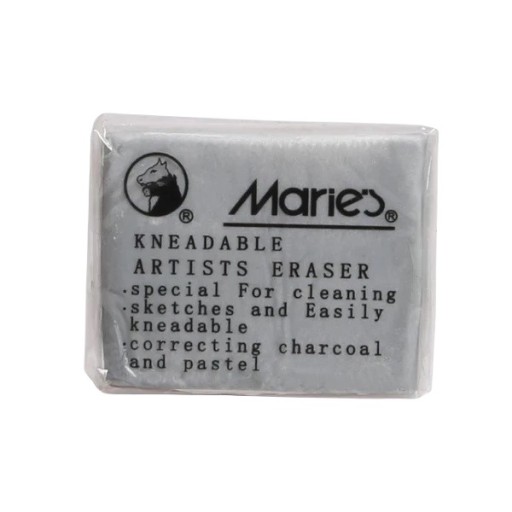 Marie's®
®
KNEADABLE
ARTISTS ERASER
.special For cleaning
.sketches and Easily
kneadable
.correcting charcoal
and pastel